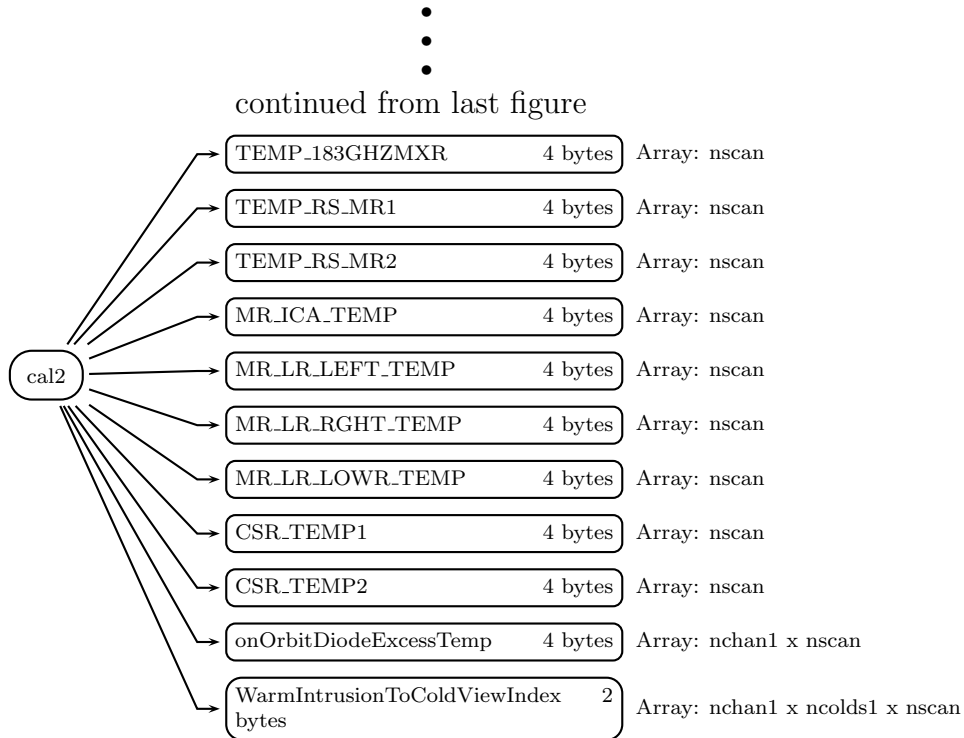 continued from last figure
TEMP_183GHZMXR 4 bytes Array: nscan
TEMP_RS_MR1 4 bytes Array: nscan
TEMP_RS_MR2 4 bytes Array: nscan
MR_ICA_TEMP 4 bytes Array: nscan
cal2
MR_LR_LEFT_TEMP 4 bytes Array: nscan
MR_LR_RGHT_TEMP 4 bytes Array: nscan
MR_LR_LOWR_TEMP 4 bytes Array: nscan
CSR_TEMP1 4 bytes Array: nscan
CSR_TEMP2 4 bytes Array: nscan
onOrbitDiodeExcessTemp 4 bytes Array: nchan1 x nscan
WarmIntrusionToColdViewIndex 2
bytes
Array: nchan1 x ncolds1 x nscan